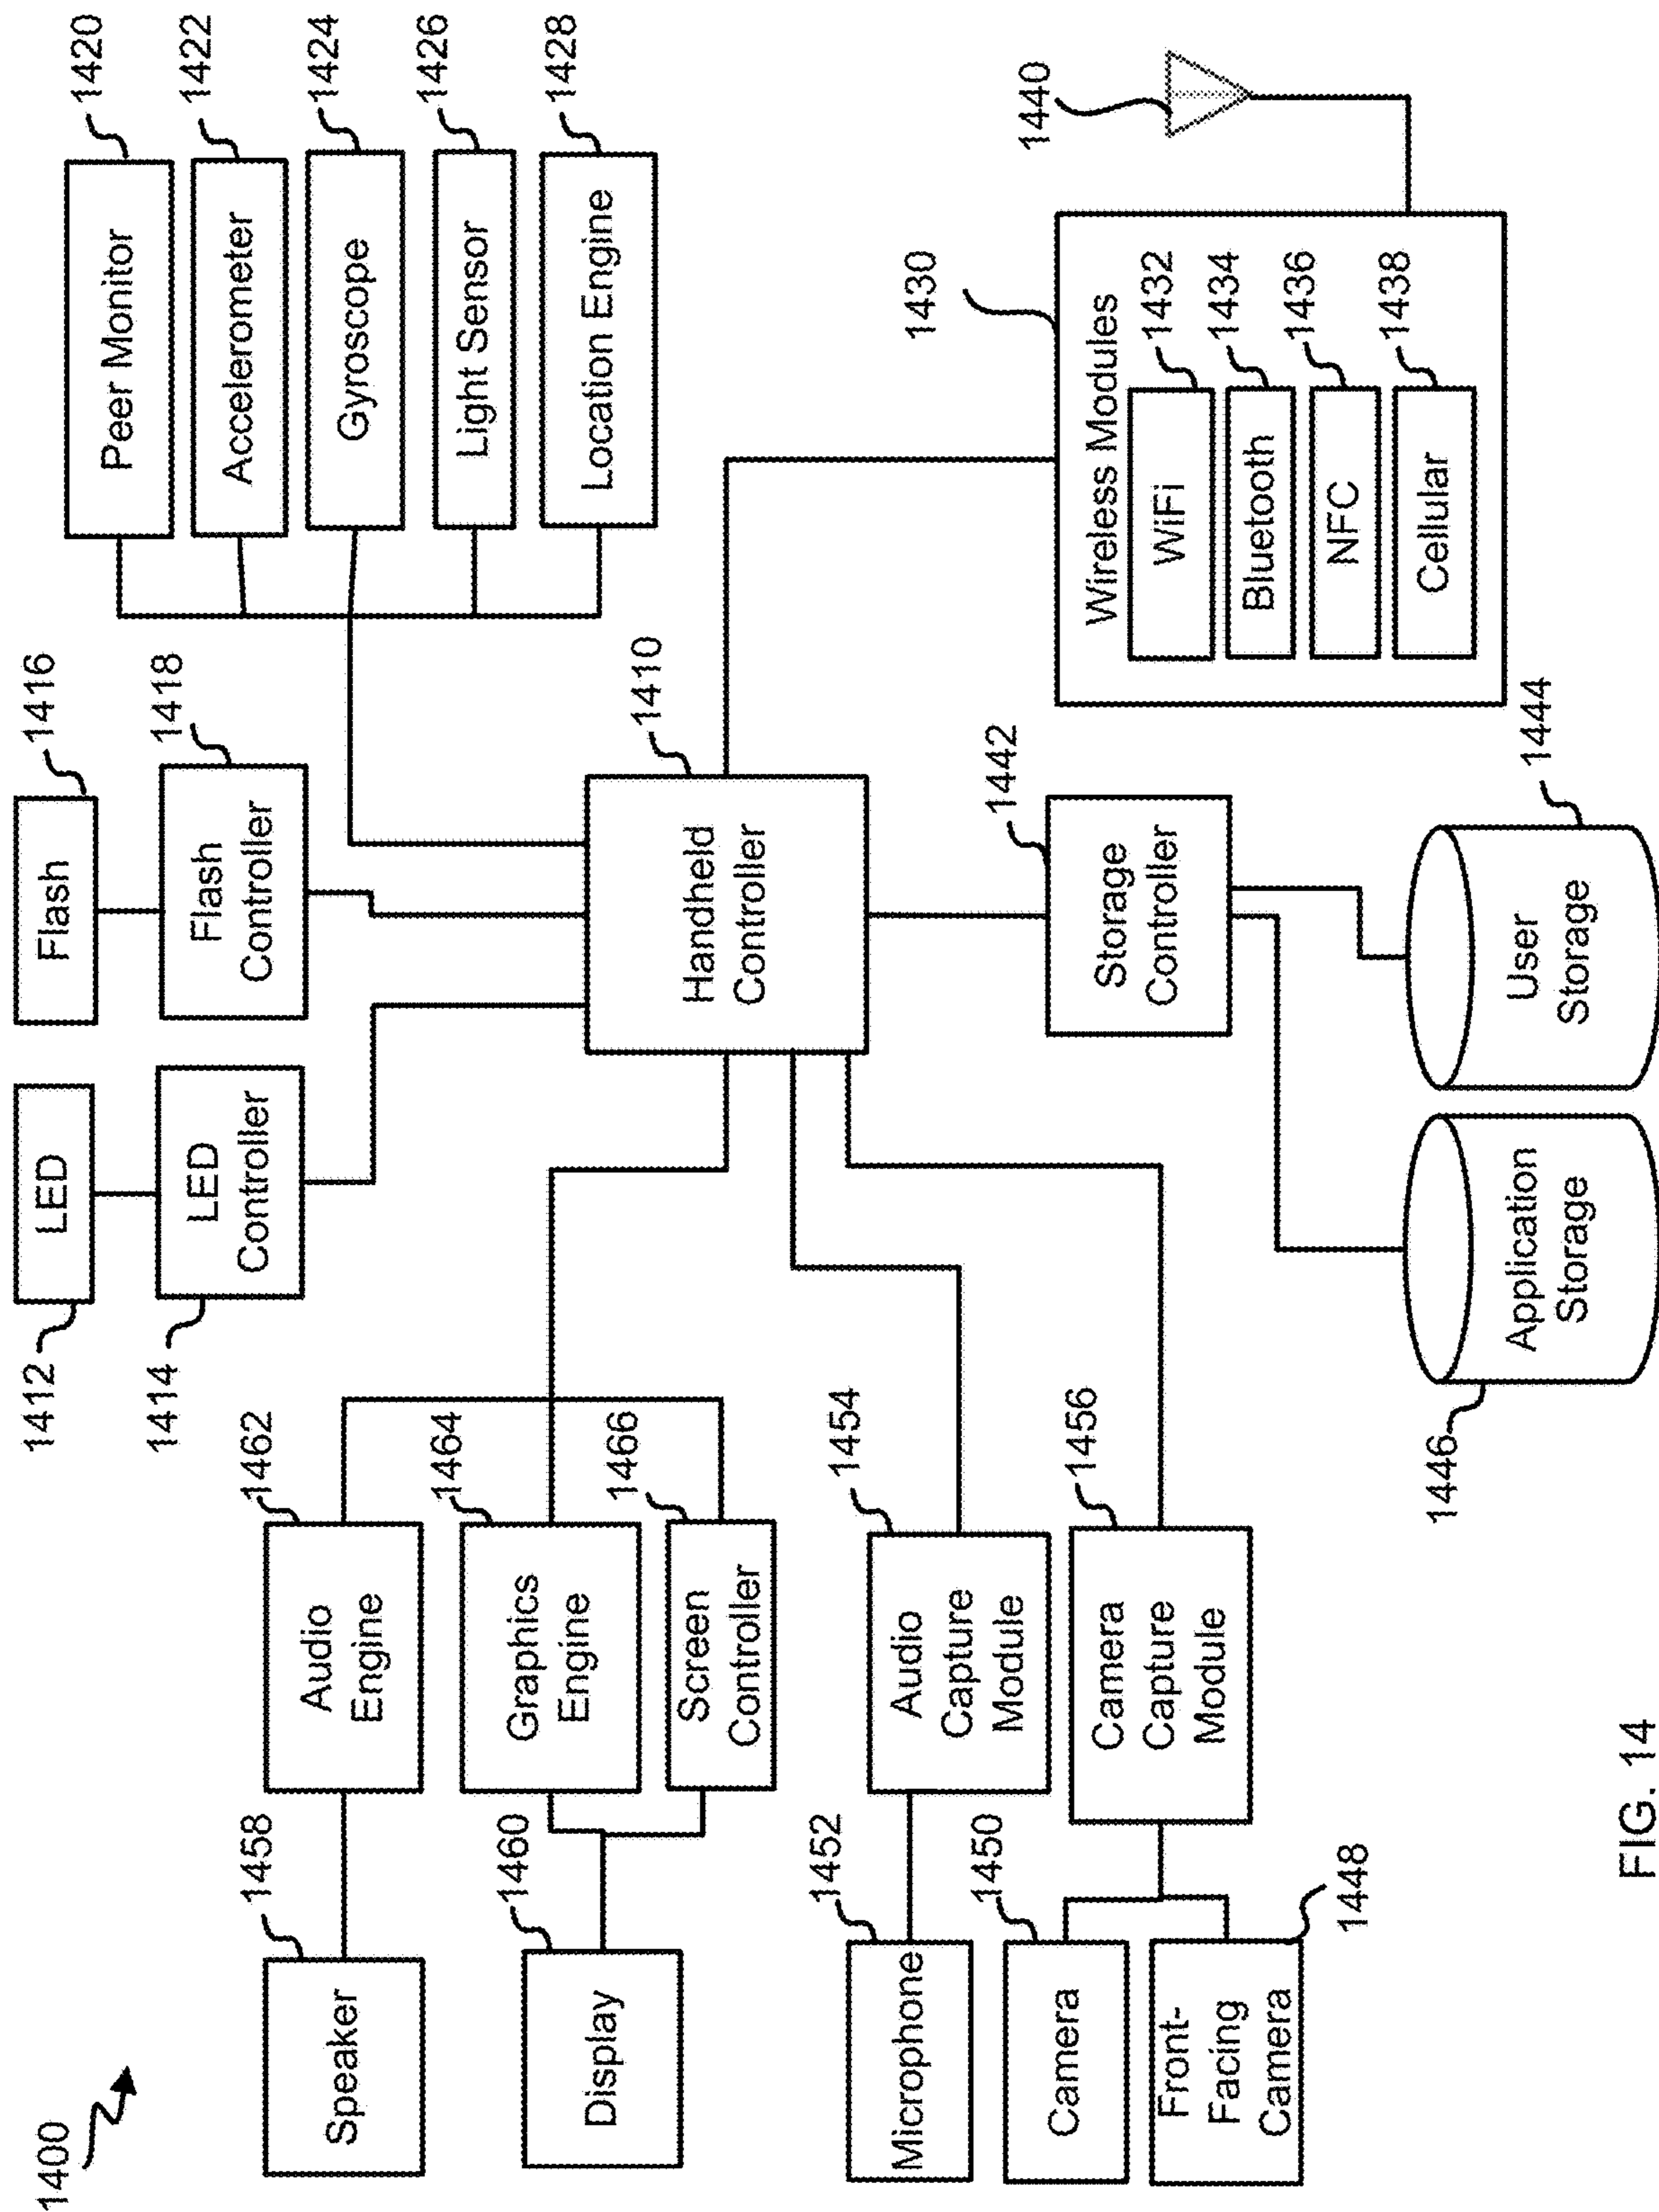 1400
Speaker
1458
Audio
Engine
1462
Display
1460
Graphics
Engine
1464
Screen
Controller
1466
Microphone
1452
Audio
Capture
Module
1454
Camera
1450
Front-
Facing
Camera
1448
Camera
Capture
Module
1456
1412
LED
1414
LED
Controller
Flash
1416
Flash
Controller
1418
Handheld
Controller
1410
Peer Monitor
1420
Accelerometer
1422
Gyroscope
1424
Light Sensor
1426
Location Engine
1428
1430
Wireless Modules
WiFi
1432
Bluetooth
1434
NFC
1436
Cellular
1438
1440
Storage
Controller
1442
Application
Storage
1446
User
Storage
1444
FIG. 14